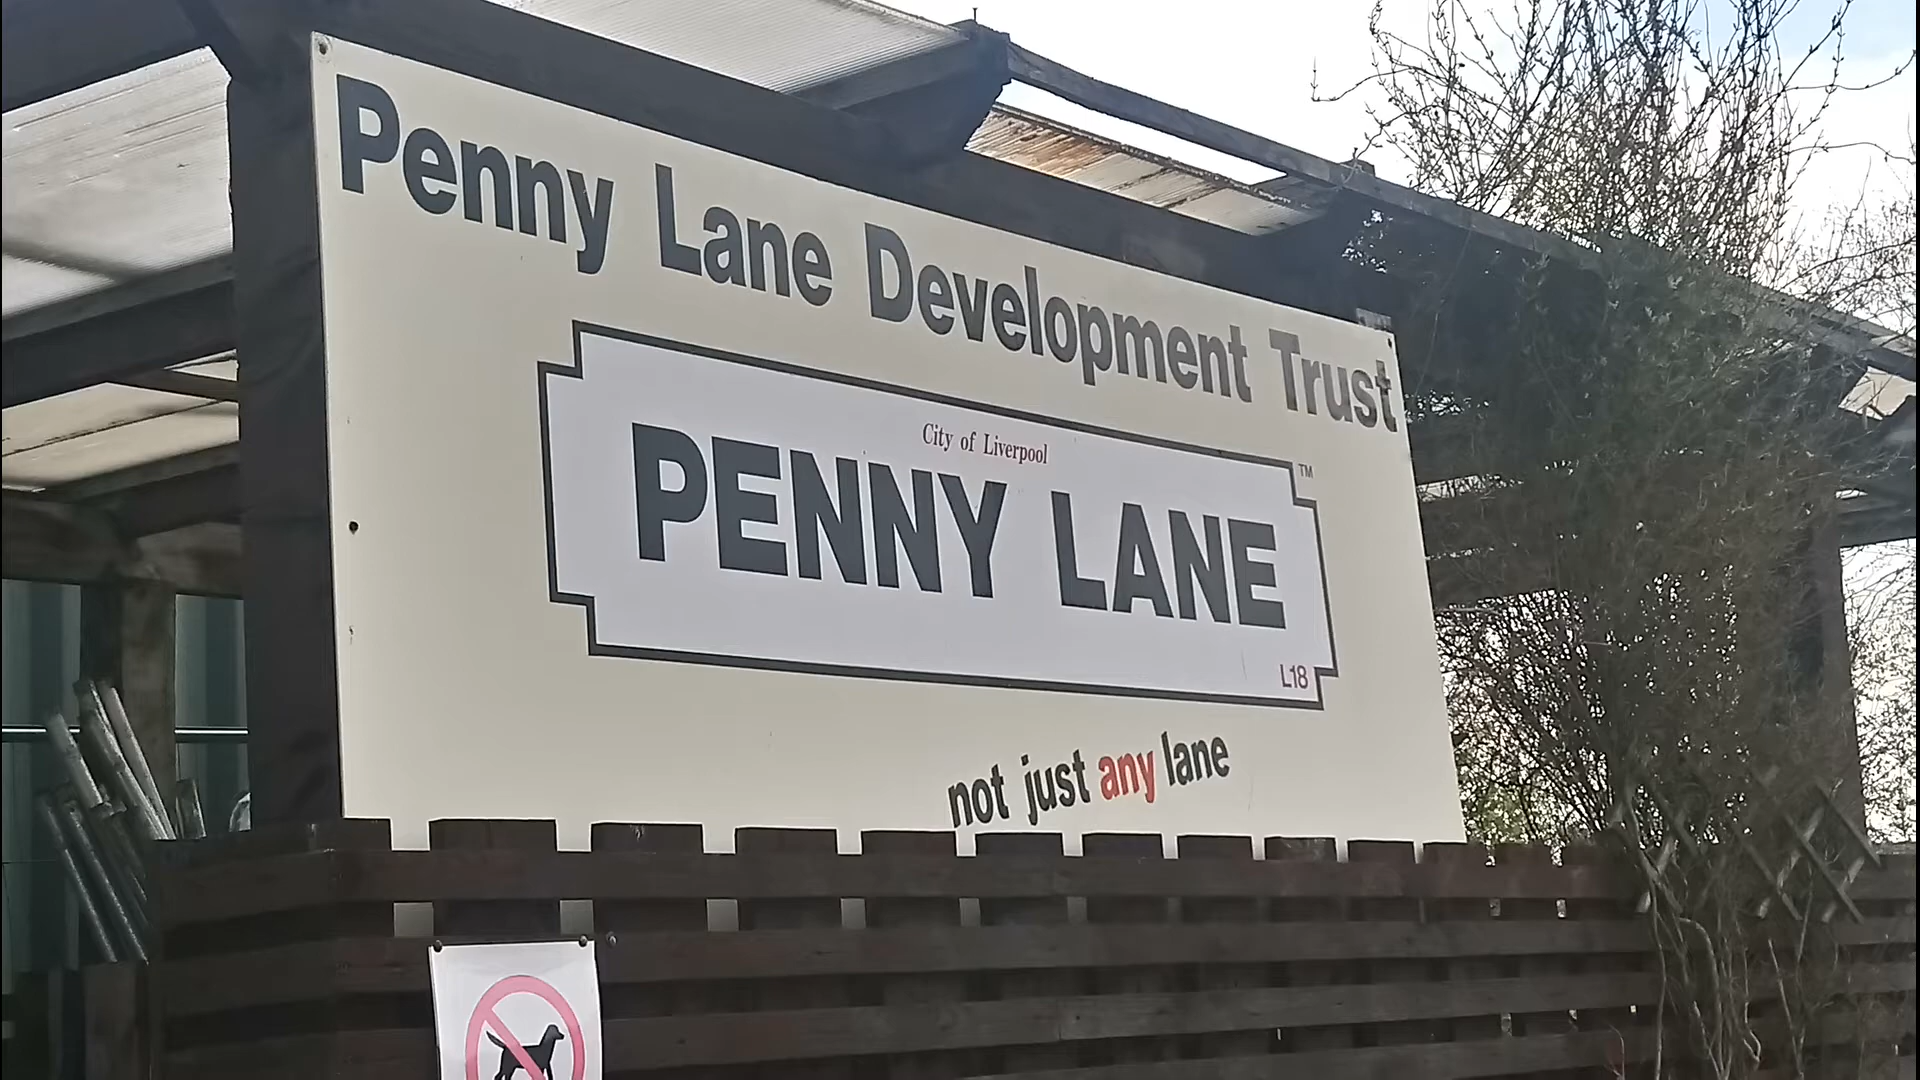 Penny Lane Development Trust
City of Liverpool
PENNY LANE
TM
L18
not just any lane